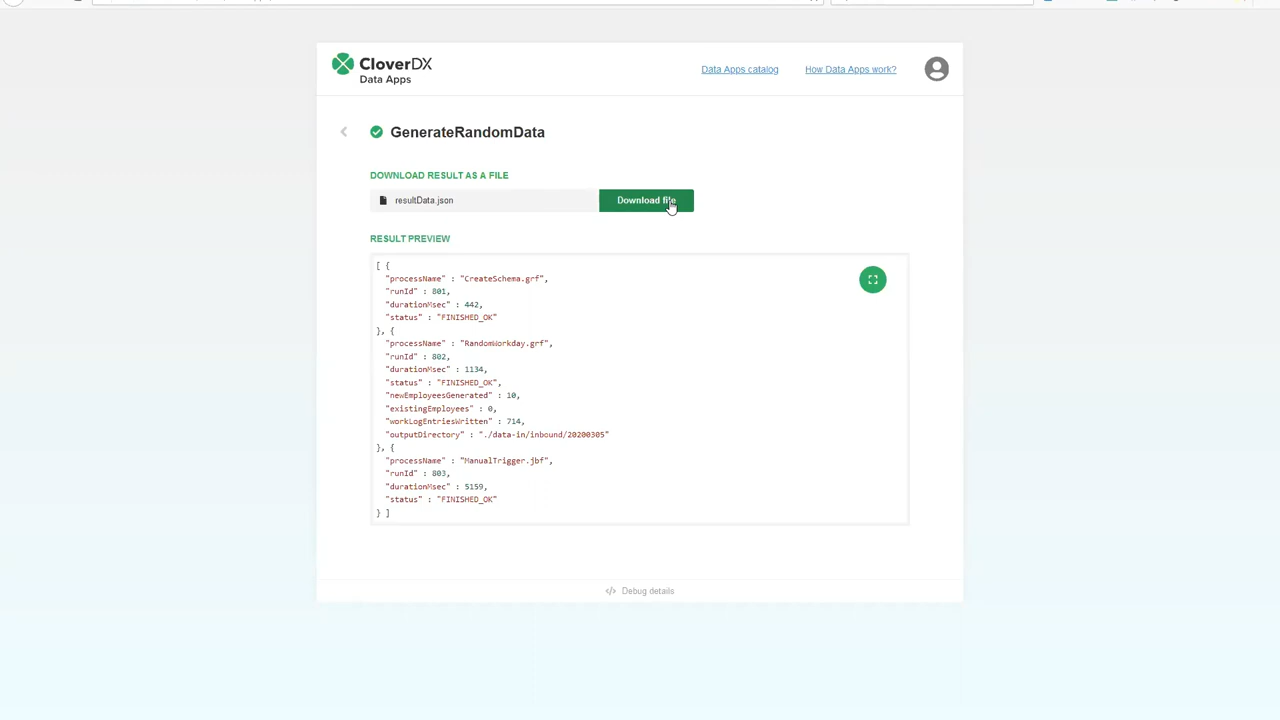 CloverDX
Data Apps
Data Apps catalog
How Data Apps work?
GenerateRandomData
DOWNLOAD RESULT AS A FILE
resultData.json
Download file
RESULT PREVIEW
[ {
"processName" : "CreateSchema.grf",
"runId" : 801,
"durationMsec" : 442,
"status" : "FINISHED_OK"
}, {
"processName" : "RandomWorkday.grf",
"runId" : 802,
"durationMsec" : 1134,
"status" : "FINISHED_OK",
"newEmployeesGenerated" : 10,
"existingEmployees" : 0,
"workLogEntriesWritten" : 714,
"outputDirectory" : "./data-in/inbound/20200305"
}, {
"processName" : "ManualTrigger.jbf",
"runId" : 803,
"durationMsec" : 5159,
"status" : "FINISHED_OK"
} ]
</> Debug details